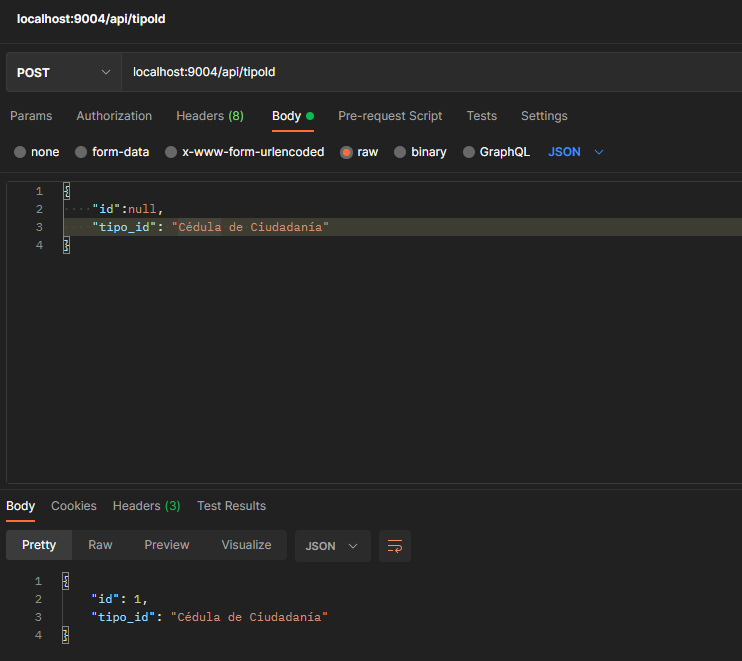 localhost:9004/api/tipoId
POST localhost:9004/api/tipoId
Params Authorization Headers (8) Body Pre-request Script Tests Settings
none form-data x-www-form-urlencoded raw binary GraphQL JSON
1 {
2 "id":null,
3 "tipo_id": "Cédula de Ciudadanía"
4 }
Body Cookies Headers (3) Test Results
Pretty Raw Preview Visualize JSON
1 {
2 "id": 1,
3 "tipo_id": "Cédula de Ciudadanía"
4 }